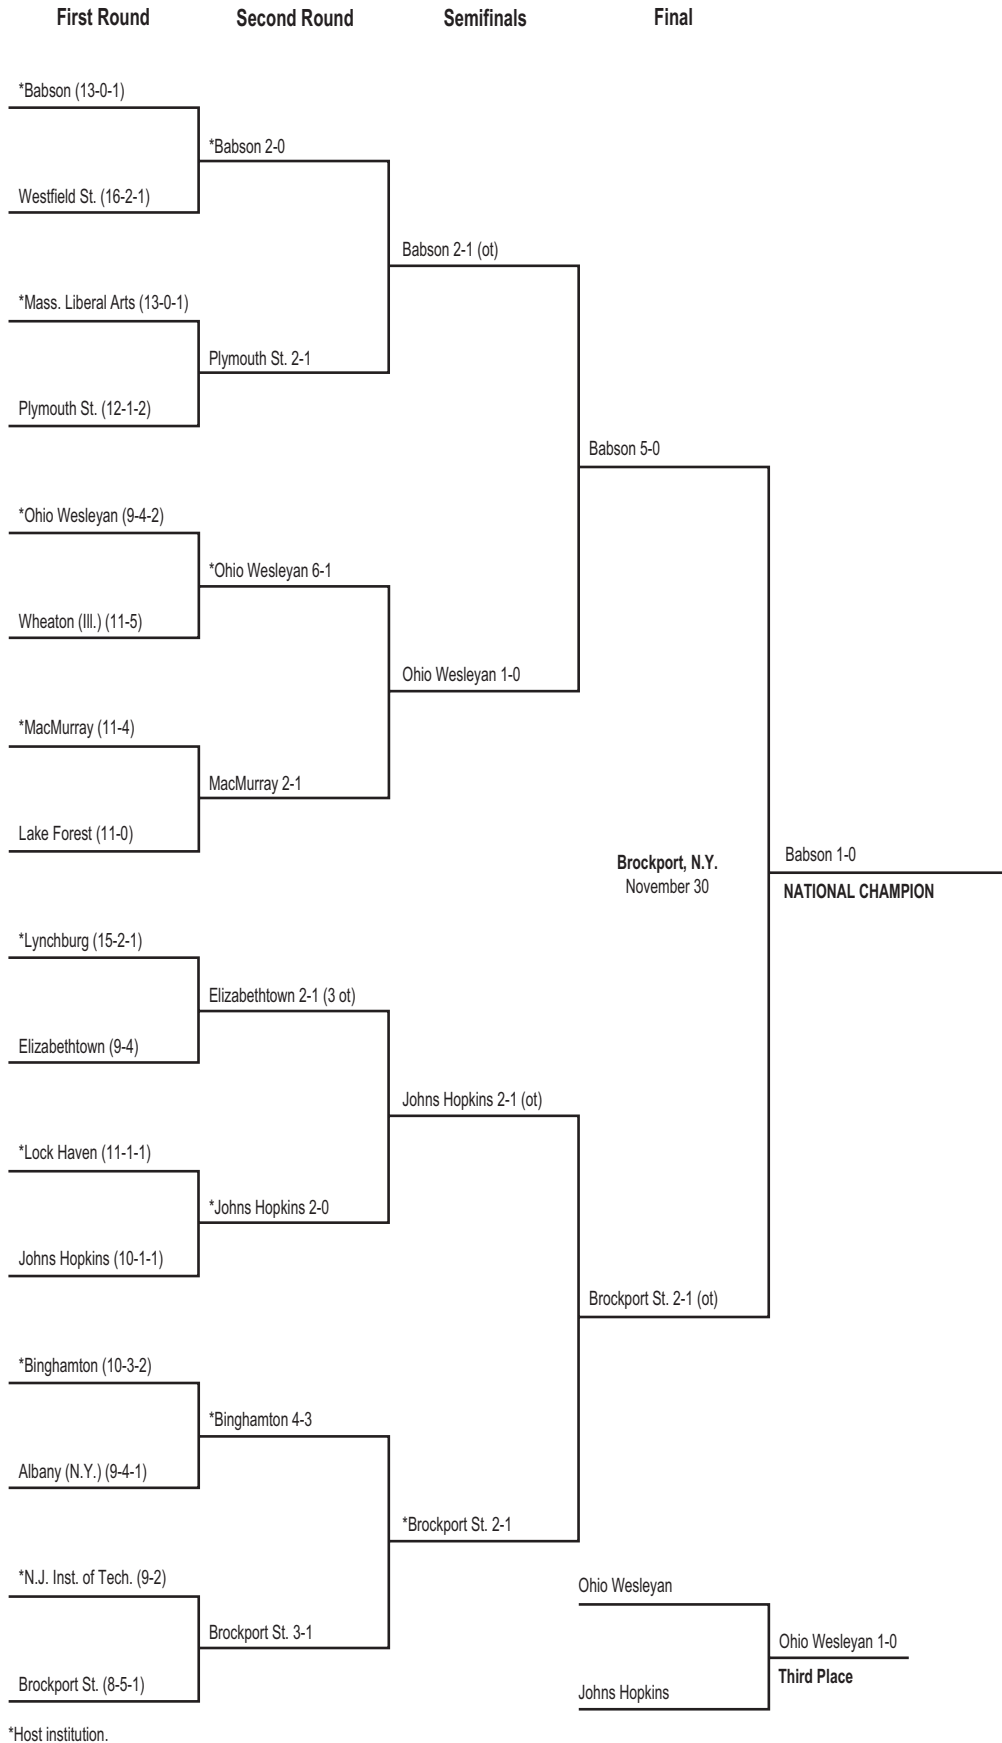 First Round
Second Round
Semifinals
Final
*Babson (13-0-1)
*Babson 2-0
Westfield St. (16-2-1)
Babson 2-1 (ot)
*Mass. Liberal Arts (13-0-1)
Plymouth St. 2-1
Plymouth St. (12-1-2)
Babson 5-0
*Ohio Wesleyan (9-4-2)
*Ohio Wesleyan 6-1
Wheaton (Ill.) (11-5)
Ohio Wesleyan 1-0
*MacMurray (11-4)
MacMurray 2-1
Lake Forest (11-0)
Brockport, N.Y.
November 30
Babson 1-0
NATIONAL CHAMPION
*Lynchburg (15-2-1)
Elizabethtown 2-1 (3 ot)
Elizabethtown (9-4)
Johns Hopkins 2-1 (ot)
*Lock Haven (11-1-1)
*Johns Hopkins 2-0
Johns Hopkins (10-1-1)
Brockport St. 2-1 (ot)
*Binghamton (10-3-2)
*Binghamton 4-3
Albany (N.Y.) (9-4-1)
*Brockport St. 2-1
*N.J. Inst. of Tech. (9-2)
Brockport St. 3-1
Brockport St. (8-5-1)
Ohio Wesleyan
Ohio Wesleyan 1-0
Third Place
Johns Hopkins
*Host institution.